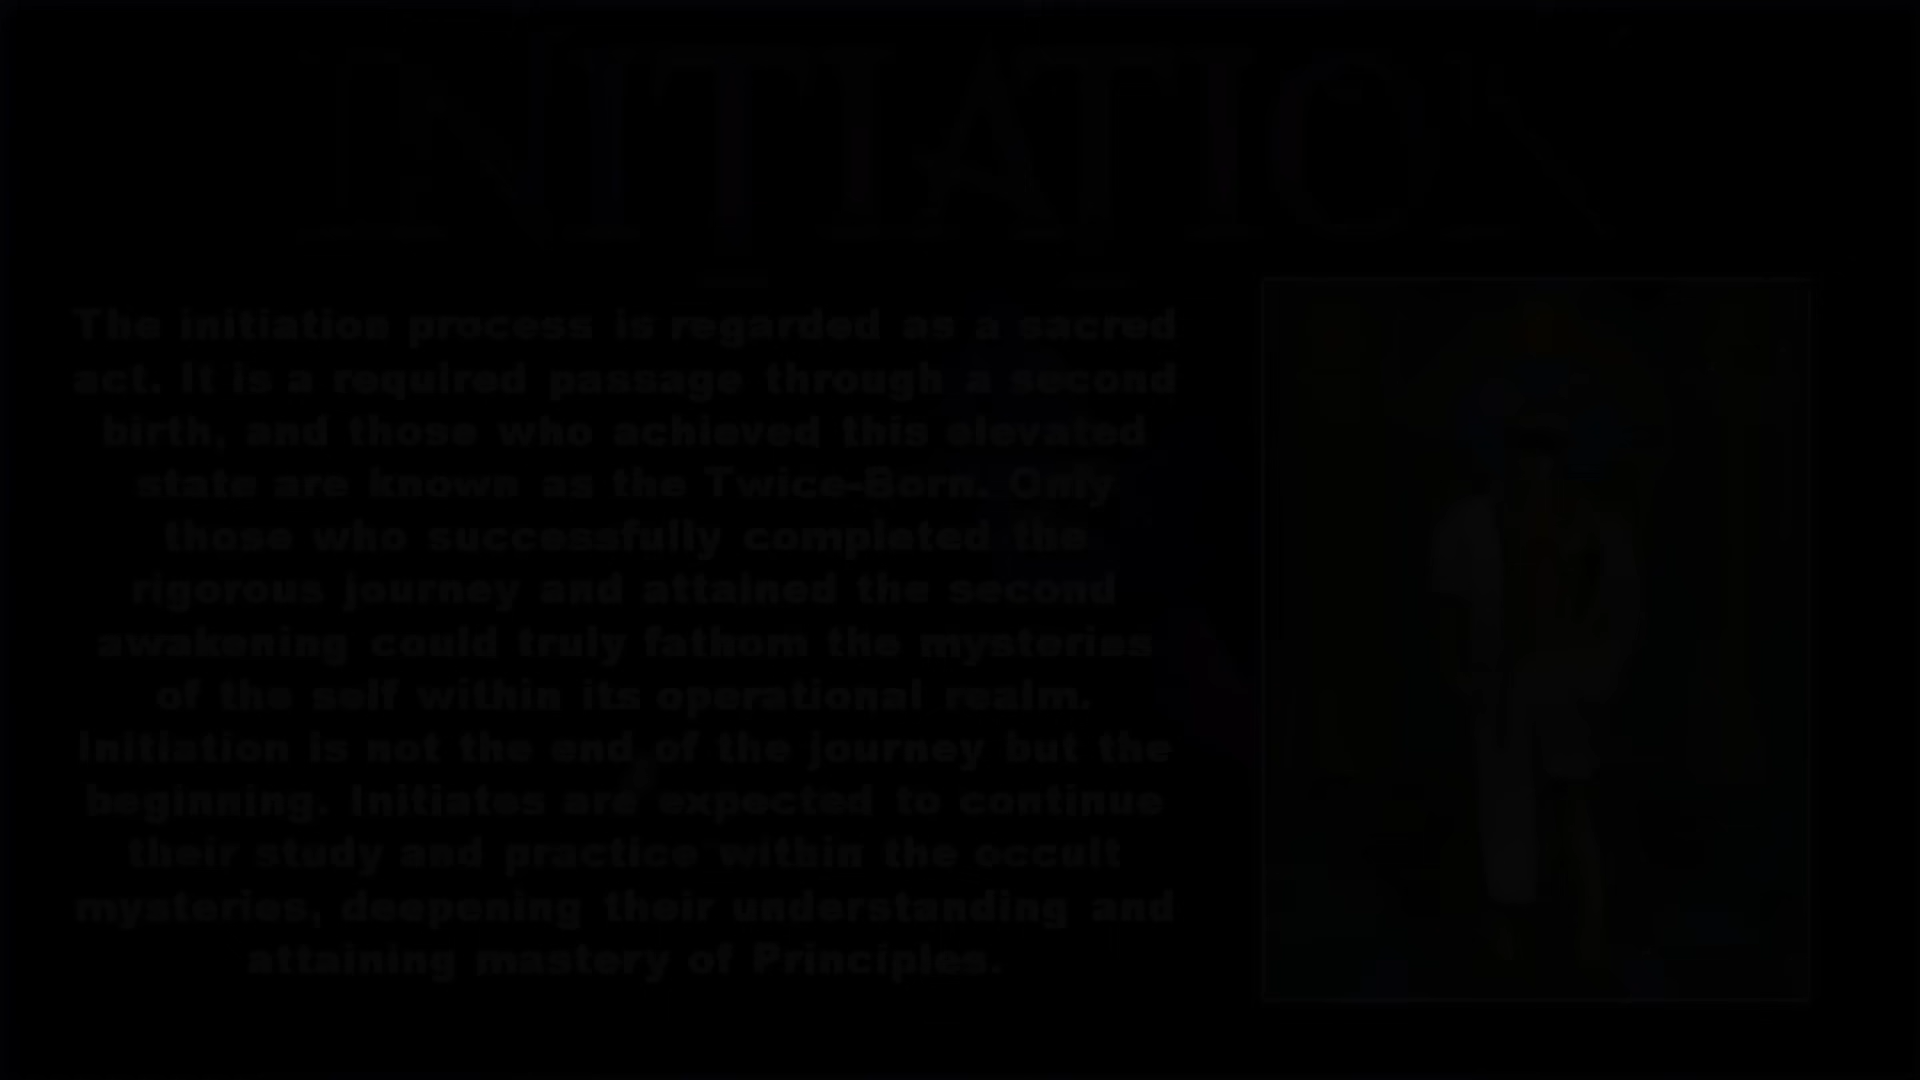 INITIATION
The initiation process is regarded as a sacred
act. It is a required passage through a second
birth, and those who achieved this elevated
state are known as the Twice-Born. Only
those who successfully completed the
rigorous journey and attained the second
awakening could truly fathom the mysteries
of the self within its operational realm.
Initiation is not the end of the journey but the
beginning. Initiates are expected to continue
their study and practice within the occult
mysteries, deepening their understanding and
attaining mastery of Principles.